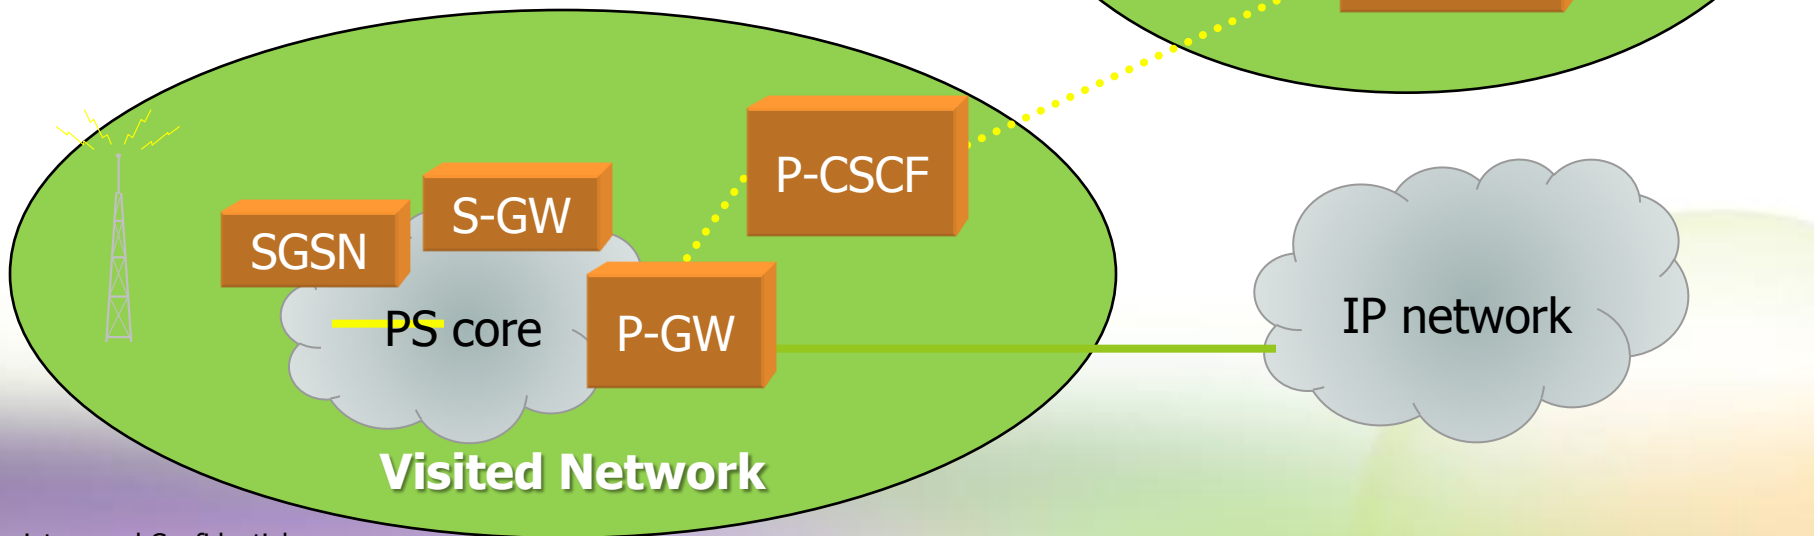 P-CSCF
S-GW
SGSN
PS core
P-GW
IP network
Visited Network